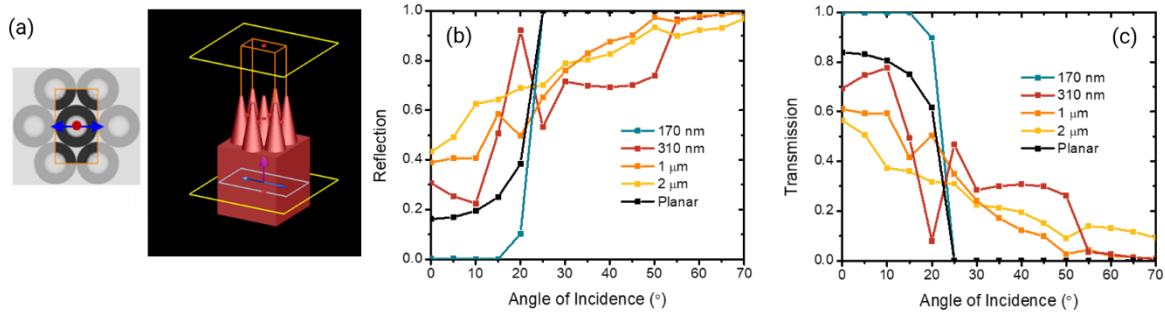 (a)
(b)
Reflection
1.0
0.8
0.6
0.4
0.2
0.0
170 nm
310 nm
1 μm
2 μm
Planar
0 10 20 30 40 50 60 70
Angle of Incidence (°)
(c)
Transmission
1.0
0.8
0.6
0.4
0.2
0.0
170 nm
310 nm
1 μm
2 μm
Planar
0 10 20 30 40 50 60 70
Angle of Incidence (°)